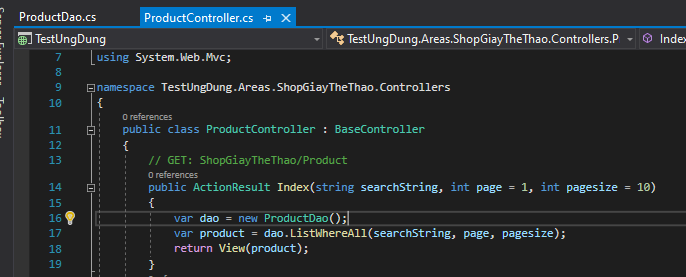 ProductDao.cs ProductController.cs
TestUngDung TestUngDung.Areas.ShopGiayTheThao.Controllers.P Index
7 using System.Web.Mvc;
8
9 namespace TestUngDung.Areas.ShopGiayTheThao.Controllers
10 {
0 references
11 public class ProductController : BaseController
12 {
13 // GET: ShopGiayTheThao/Product
0 references
14 public ActionResult Index(string searchString, int page = 1, int pagesize = 10)
15 {
16 var dao = new ProductDao();
17 var product = dao.ListWhereAll(searchString, page, pagesize);
18 return View(product);
19 }